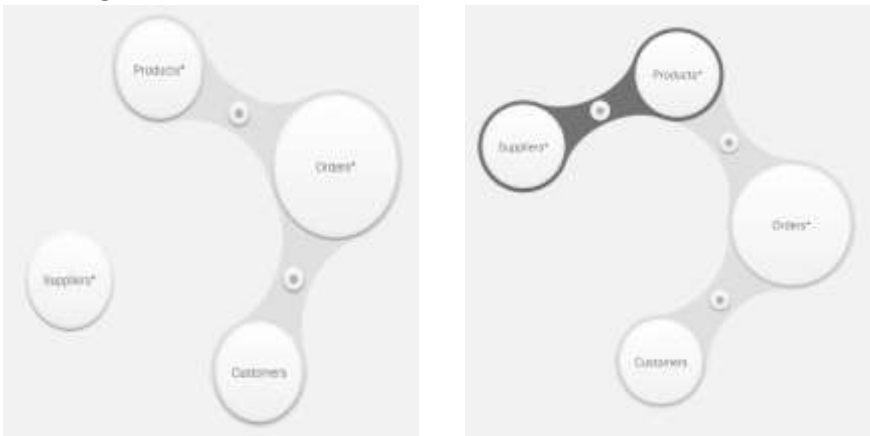 Products*
Orders*
Suppliers*
Customers
Products*
Suppliers*
Orders*
Customers